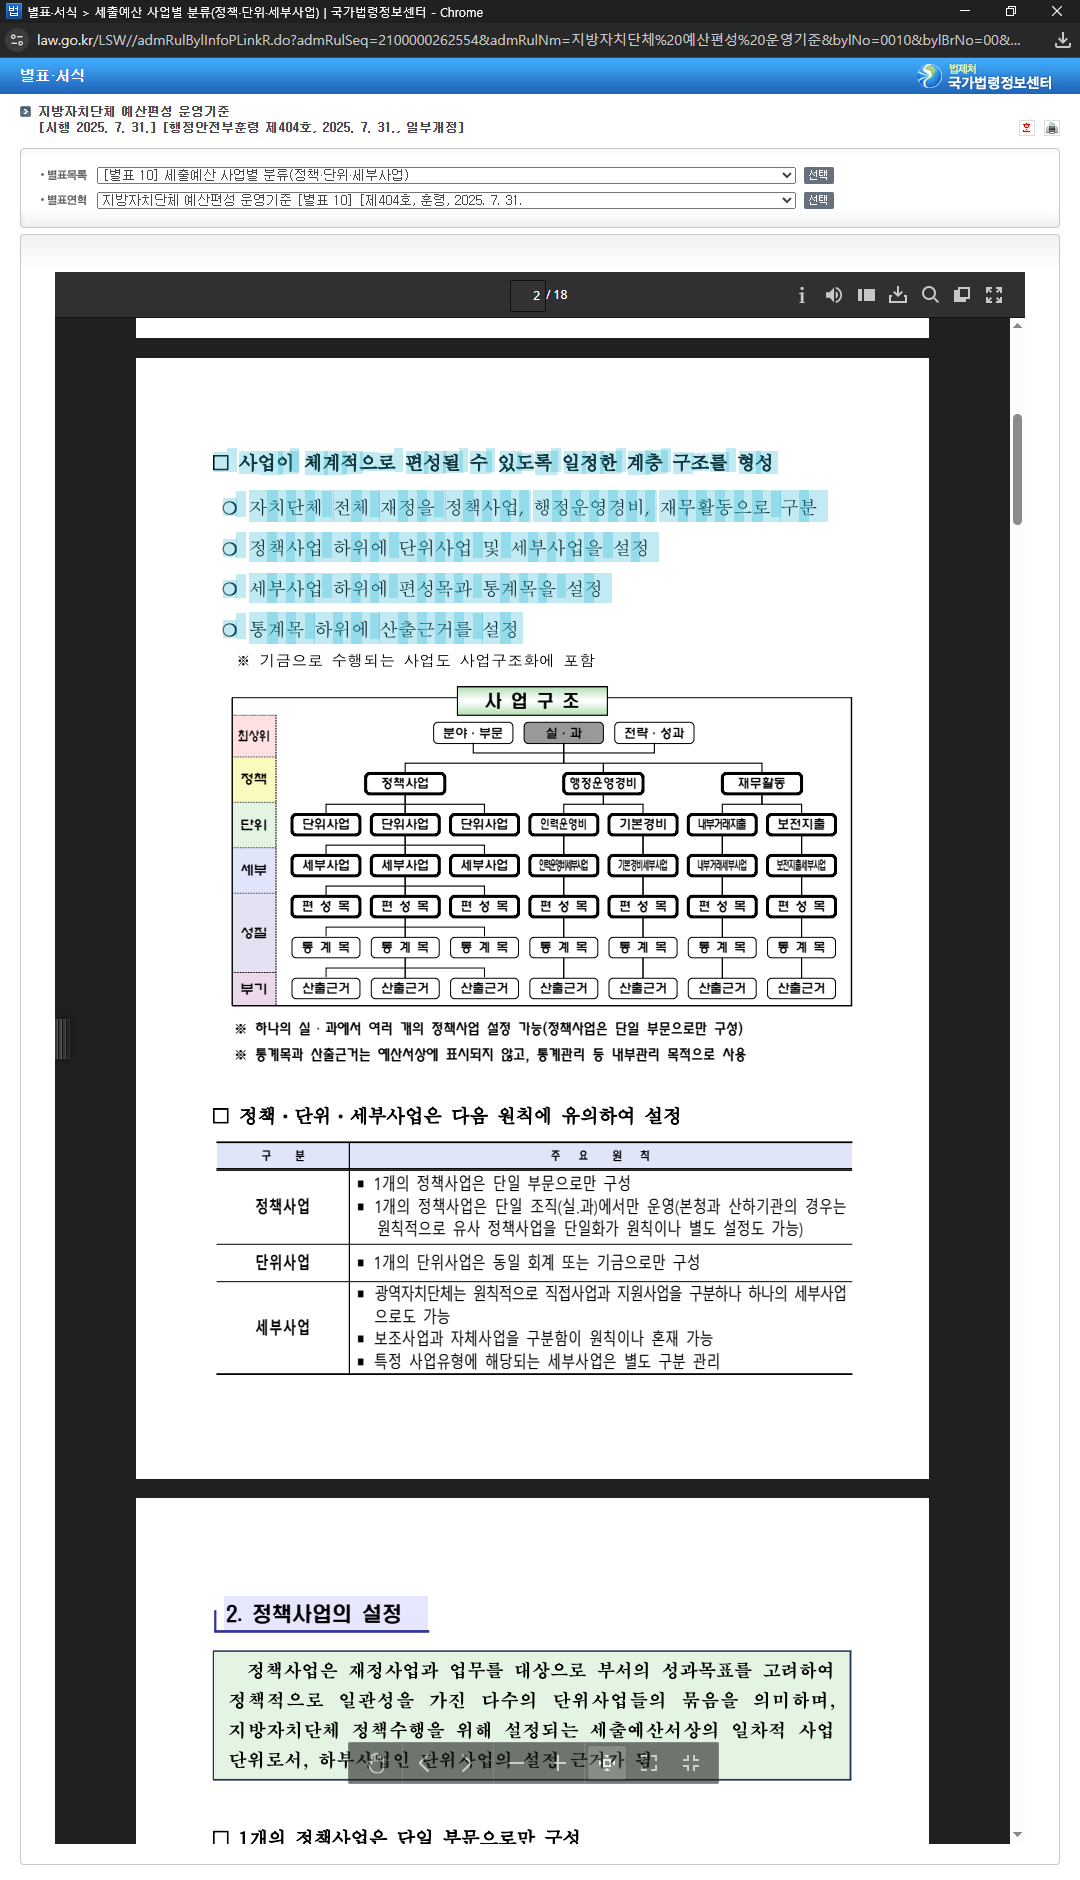 별표·서식 > 세출예산 사업별 분류(정책·단위·세부사업) | 국가법령정보센터 - Chrome
law.go.kr/LSW//admRulBylInfoPLinkR.do?admRulSeq=2100000262554&admRulNm=지방자치단체%20예산편성%20운영기준&bylNo=0010&bylBrNo=00&...
별표·서식
법제처
국가법령정보센터
지방자치단체 예산편성 운영기준
[시행 2025. 7. 31.] [행정안전부훈령 제404호, 2025. 7. 31., 일부개정]
별표목록 [별표 10] 세출예산 사업별 분류(정책·단위·세부사업) 선택
별표연혁 지방자치단체 예산편성 운영기준 [별표 10] [제404호, 훈령, 2025. 7. 31. 선택
2 / 18
□ 사업이 체계적으로 편성될 수 있도록 일정한 계층 구조를 형성
○ 자치단체 전체 재정을 정책사업, 행정운영경비, 재무활동으로 구분
○ 정책사업 하위에 단위사업 및 세부사업을 설정
○ 세부사업 하위에 편성목과 통계목을 설정
○ 통계목 하위에 산출근거를 설정
※ 기금으로 수행되는 사업도 사업구조화에 포함
사 업 구 조
최상위 분야·부문 실·과 전략·성과
정책 정책사업 행정운영경비 재무활동
단위 단위사업 단위사업 단위사업 인력운영비 기본경비 내부거래지출 보전지출
세부 세부사업 세부사업 세부사업 인력운영비세부사업 기본경비세부사업 내부거래세부사업 보전지출세부사업
성질 편 성 목 편 성 목 편 성 목 편 성 목 편 성 목 편 성 목 편 성 목
통 계 목 통 계 목 통 계 목 통 계 목 통 계 목 통 계 목 통 계 목
부기 산출근거 산출근거 산출근거 산출근거 산출근거 산출근거 산출근거
※ 하나의 실·과에서 여러 개의 정책사업 설정 가능(정책사업은 단일 부문으로만 구성)
※ 통계목과 산출근거는 예산서상에 표시되지 않고, 통계관리 등 내부관리 목적으로 사용
□ 정책·단위·세부사업은 다음 원칙에 유의하여 설정
구 분 주 요 원 칙
정책사업
■ 1개의 정책사업은 단일 부문으로만 구성
■ 1개의 정책사업은 단일 조직(실.과)에서만 운영(본청과 산하기관의 경우는
원칙적으로 유사 정책사업을 단일화가 원칙이나 별도 설정도 가능)
단위사업 ■ 1개의 단위사업은 동일 회계 또는 기금으로만 구성
세부사업
■ 광역자치단체는 원칙적으로 직접사업과 지원사업을 구분하나 하나의 세부사업
으로도 가능
■ 보조사업과 자체사업을 구분함이 원칙이나 혼재 가능
■ 특정 사업유형에 해당되는 세부사업은 별도 구분 관리
2. 정책사업의 설정
정책사업은 재정사업과 업무를 대상으로 부서의 성과목표를 고려하여
정책적으로 일관성을 가진 다수의 단위사업들의 묶음을 의미하며,
지방자치단체 정책수행을 위해 설정되는 세출예산서상의 일차적 사업
단위로서, 하부사업인 단위사업의 설정 근거가 됨.
□ 1개의 정책사업은 단일 부문으로만 구성